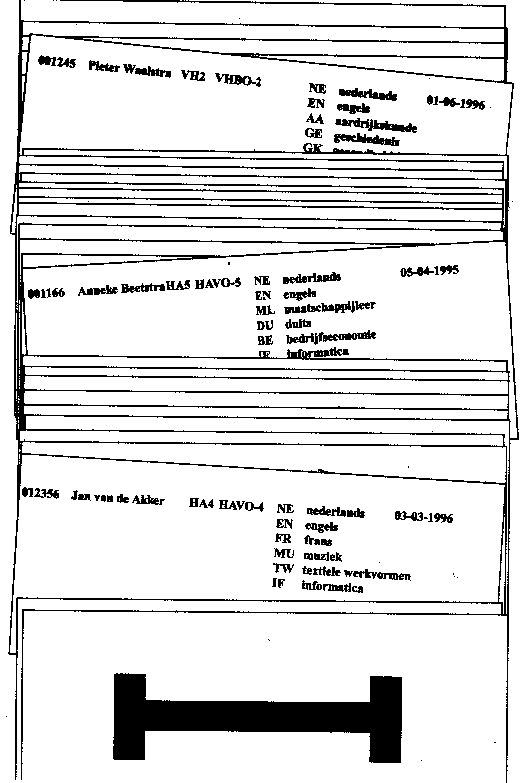 001245 Pieter Waalstra VH2 VHBO-2 NE nederlands 01-06-1996
EN engels
AA aardrijkskunde
GE geschiedenis
GK
001166 Anneke Beetstra HA5 HAVO-5 NE nederlands 05-04-1995
EN engels
ML maatschappijleer
DU duits
BE bedrijfseconomie
IF informatica
012356 Jan van de Akker HA4 HAVO-4 NE nederlands 03-03-1996
EN engels
FR frans
MU muziek
TW textiele werkvormen
IF informatica